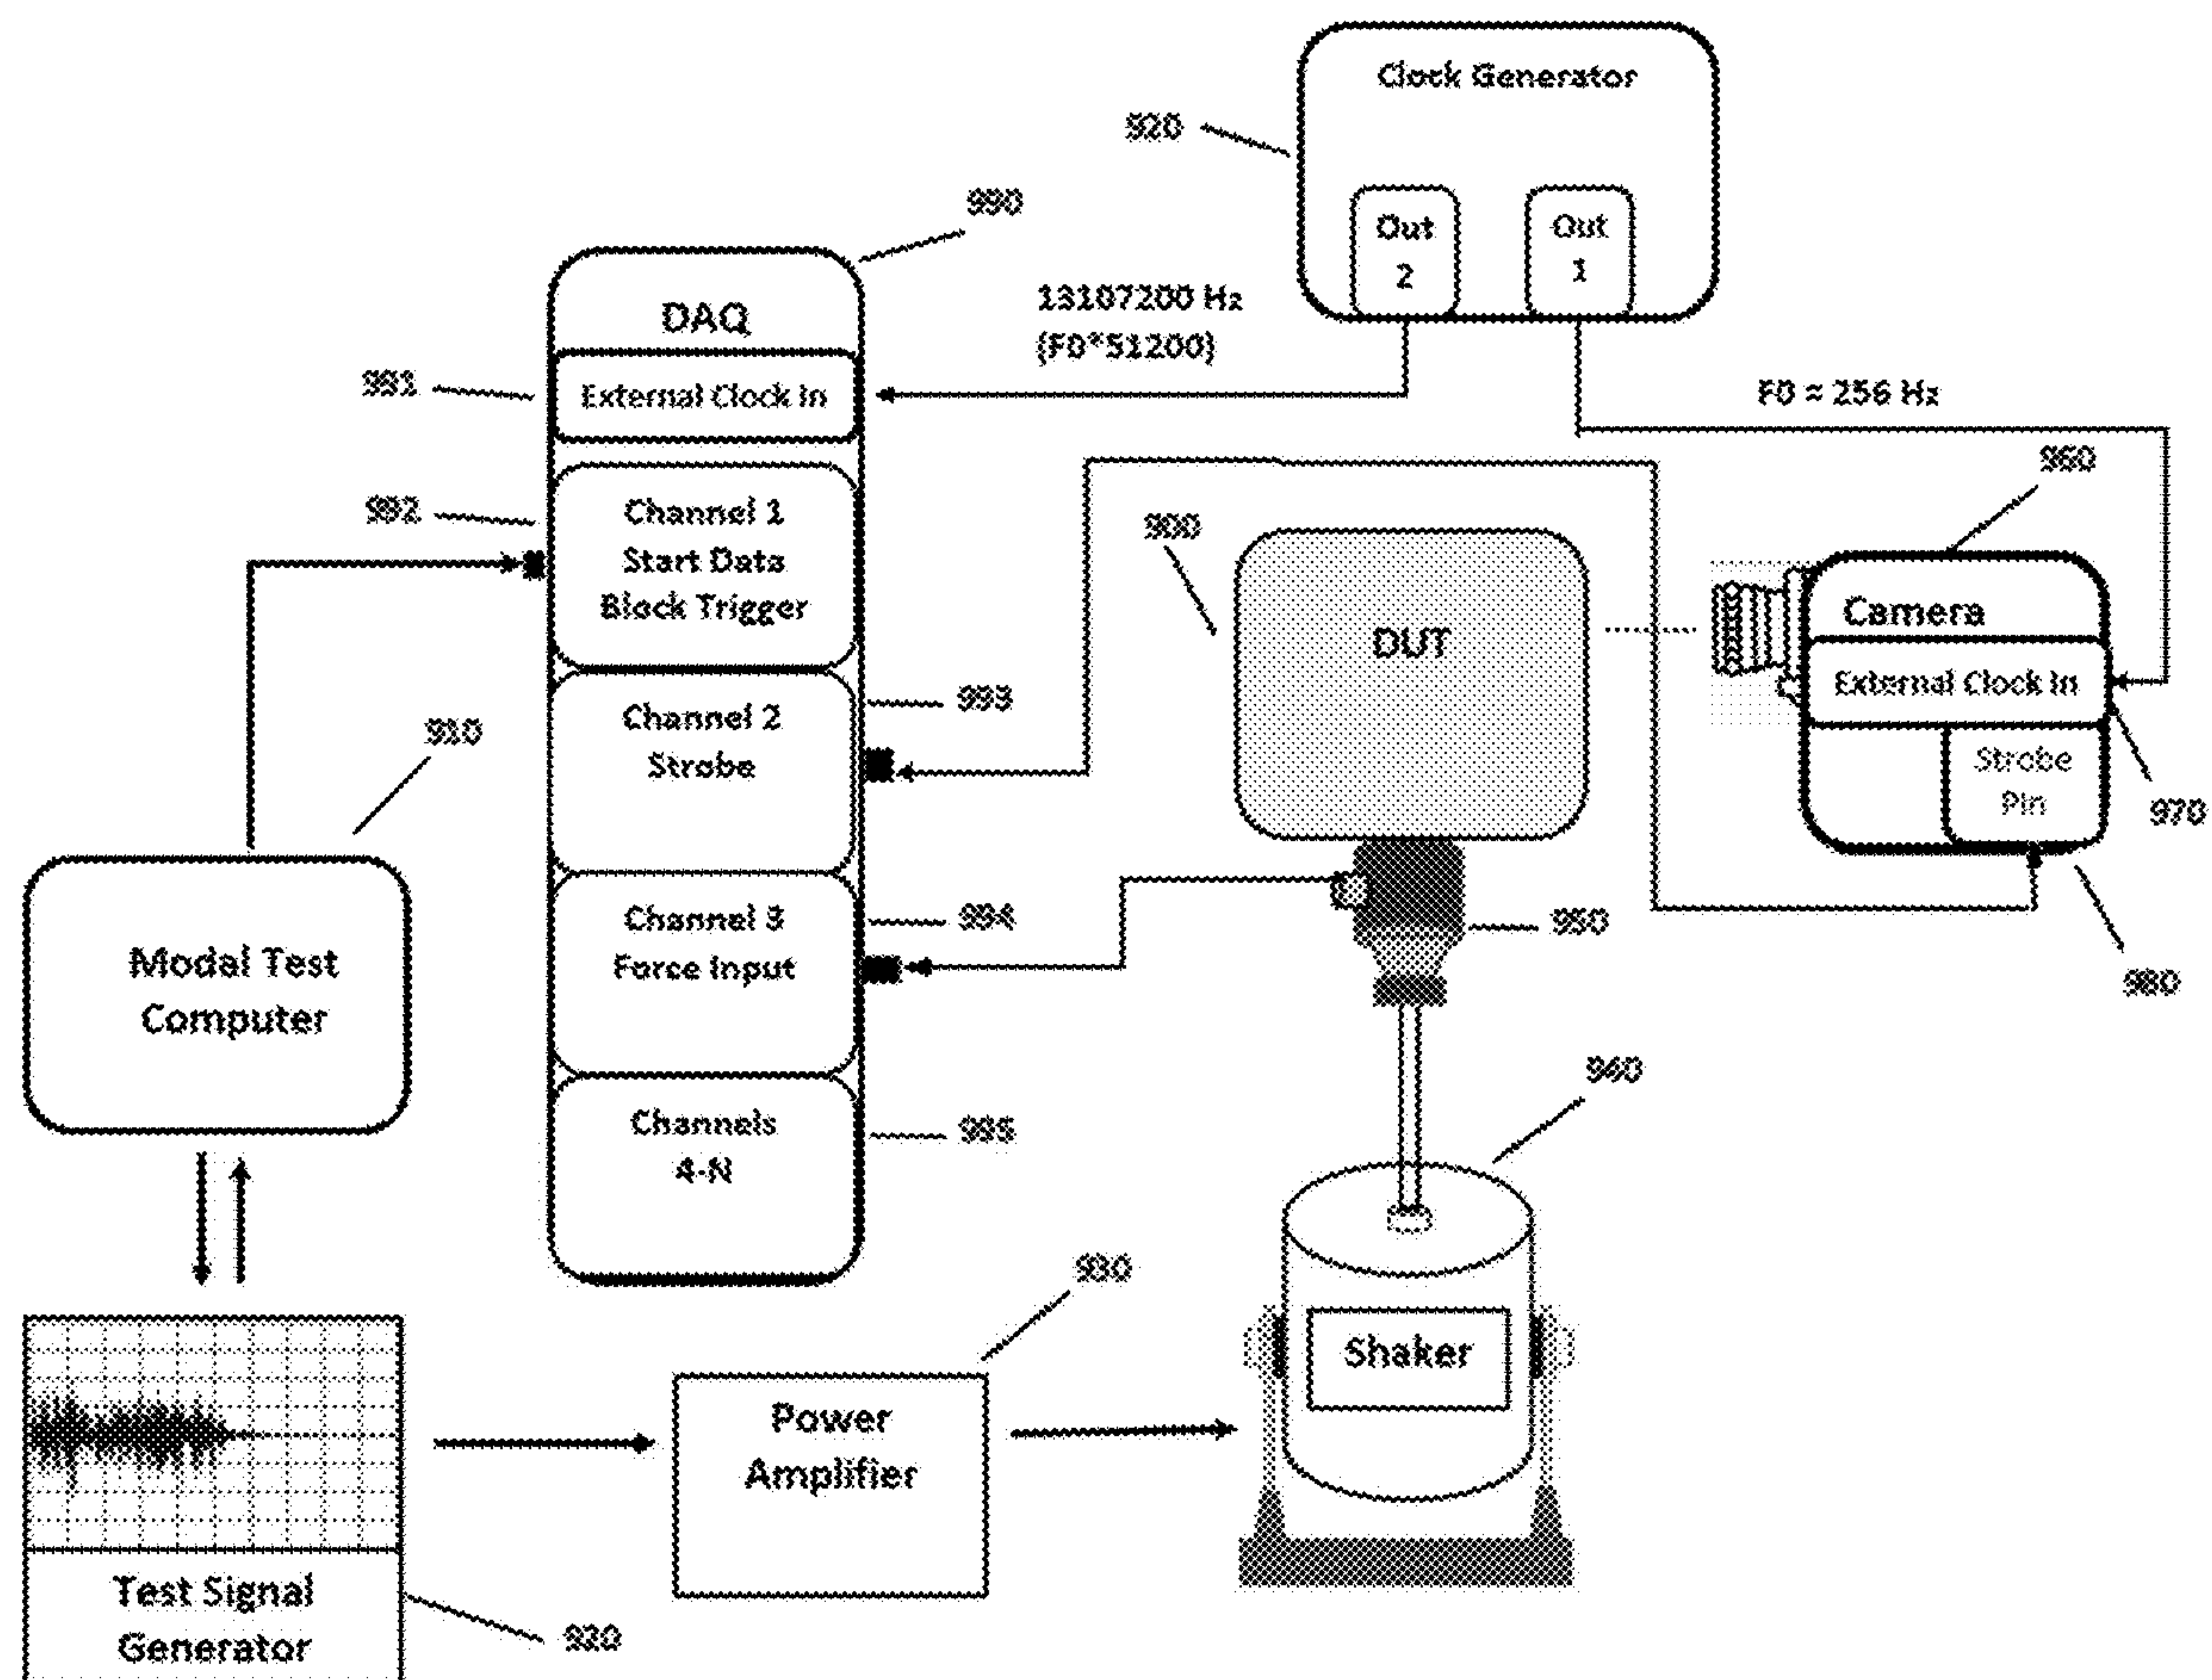 Clock Generator
920
Out
2
Out
1
990
DAQ
13107200 Hz
(F0*51200)
991
External Clock In
F0 = 256 Hz
960
992
Channel 1
Start Data
Block Trigger
900
DUT
Camera
External Clock In
Strobe
Pin
970
980
993
Channel 2
Strobe
910
Modal Test
Computer
994
Channel 3
Force Input
950
995
Channels
4-N
940
Shaker
930
Power
Amplifier
Test Signal
Generator
920